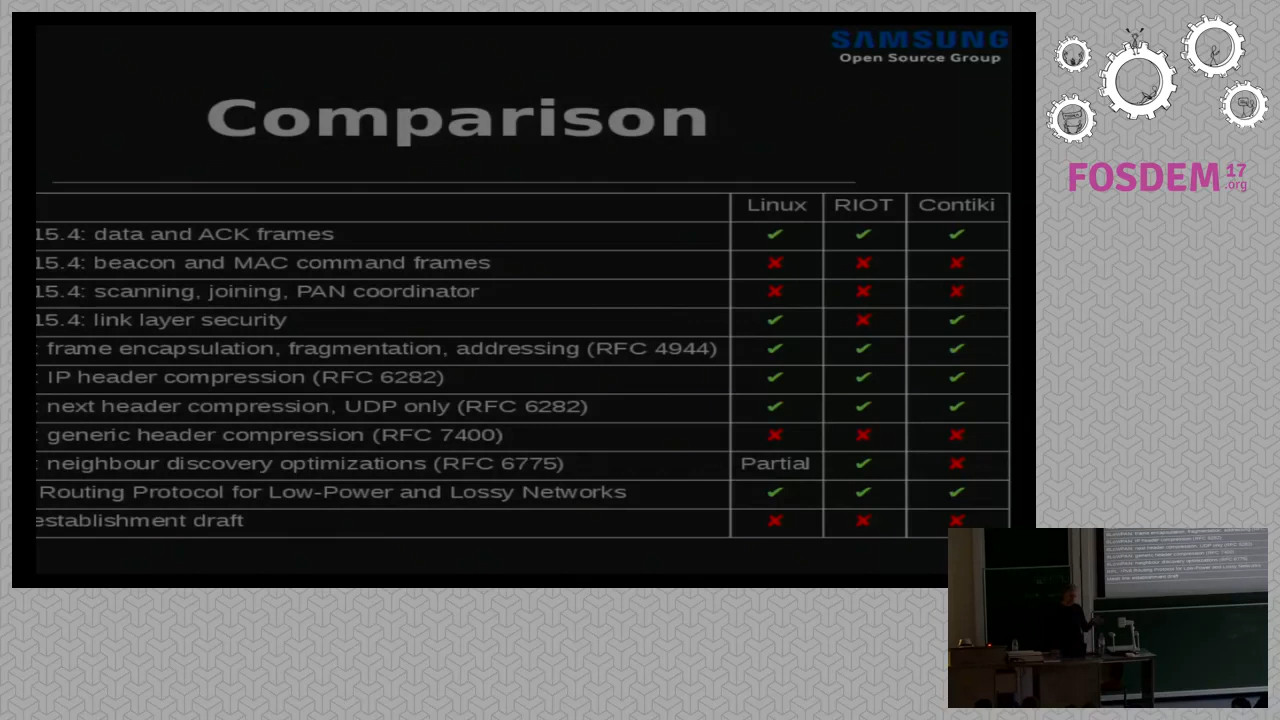 SAMSUNG
Open Source Group
Comparison
Linux RIOT Contiki
15.4: data and ACK frames ✔ ✔ ✔
15.4: beacon and MAC command frames ✘ ✘ ✘
15.4: scanning, joining, PAN coordinator ✘ ✘ ✘
15.4: link layer security ✔ ✘ ✔
: frame encapsulation, fragmentation, addressing (RFC 4944) ✔ ✔ ✔
: IP header compression (RFC 6282) ✔ ✔ ✔
: next header compression, UDP only (RFC 6282) ✔ ✔ ✔
: generic header compression (RFC 7400) ✘ ✘ ✘
: neighbour discovery optimizations (RFC 6775) Partial ✔ ✘
Routing Protocol for Low-Power and Lossy Networks ✔ ✔ ✔
establishment draft ✘ ✘ ✘
FOSDEM 17
.org